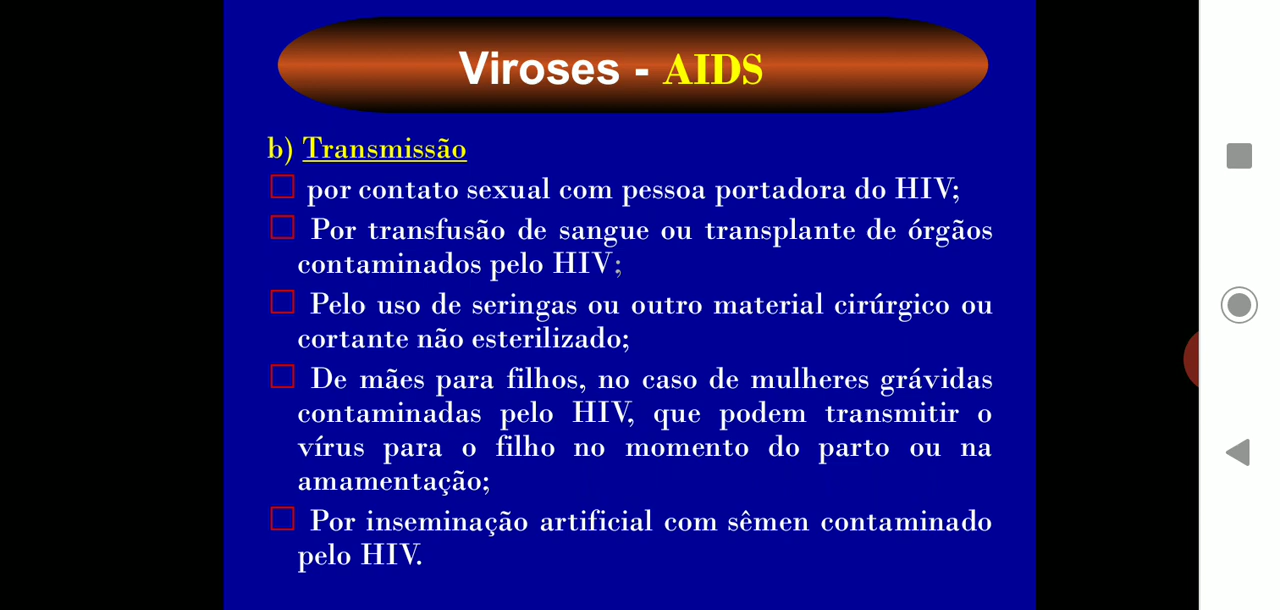 Viroses - AIDS
b) Transmissão
por contato sexual com pessoa portadora do HIV;
Por transfusão de sangue ou transplante de órgãos
contaminados pelo HIV;
Pelo uso de seringas ou outro material cirúrgico ou
cortante não esterilizado;
De mães para filhos, no caso de mulheres grávidas
contaminadas pelo HIV, que podem transmitir o
vírus para o filho no momento do parto ou na
amamentação;
Por inseminação artificial com sêmen contaminado
pelo HIV.